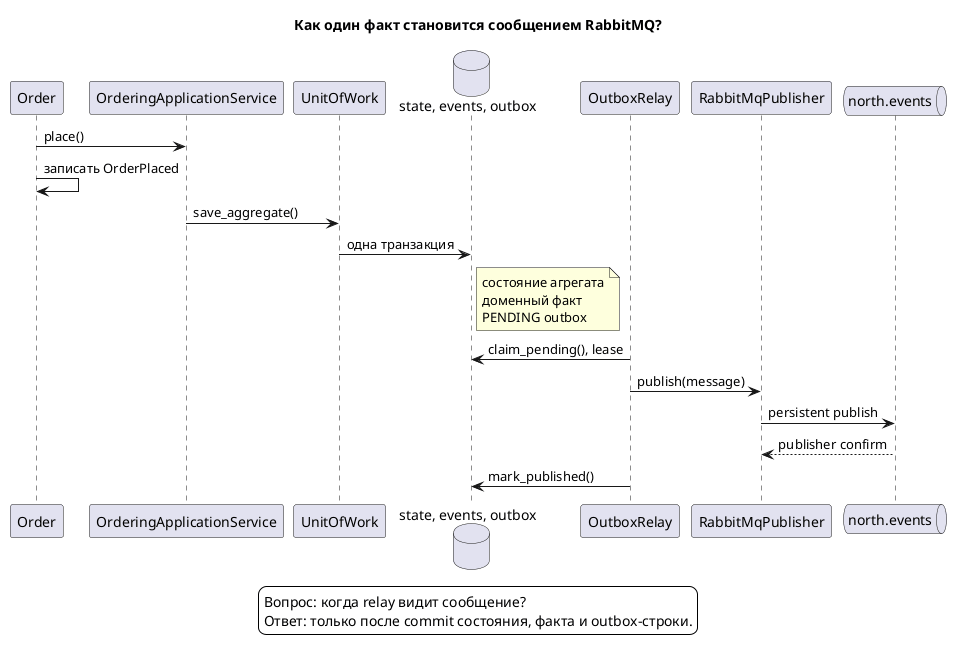 Как один факт становится сообщением RabbitMQ?
Order
OrderingApplicationService
UnitOfWork
state, events, outbox
OutboxRelay
RabbitMqPublisher
north.events
place()
записать OrderPlaced
save_aggregate()
одна транзакция
состояние агрегата
доменный факт
PENDING outbox
claim_pending(), lease
publish(message)
persistent publish
publisher confirm
mark_published()
Order
OrderingApplicationService
UnitOfWork
state, events, outbox
OutboxRelay
RabbitMqPublisher
north.events
Вопрос: когда relay видит сообщение?
Ответ: только после commit состояния, факта и outbox-строки.